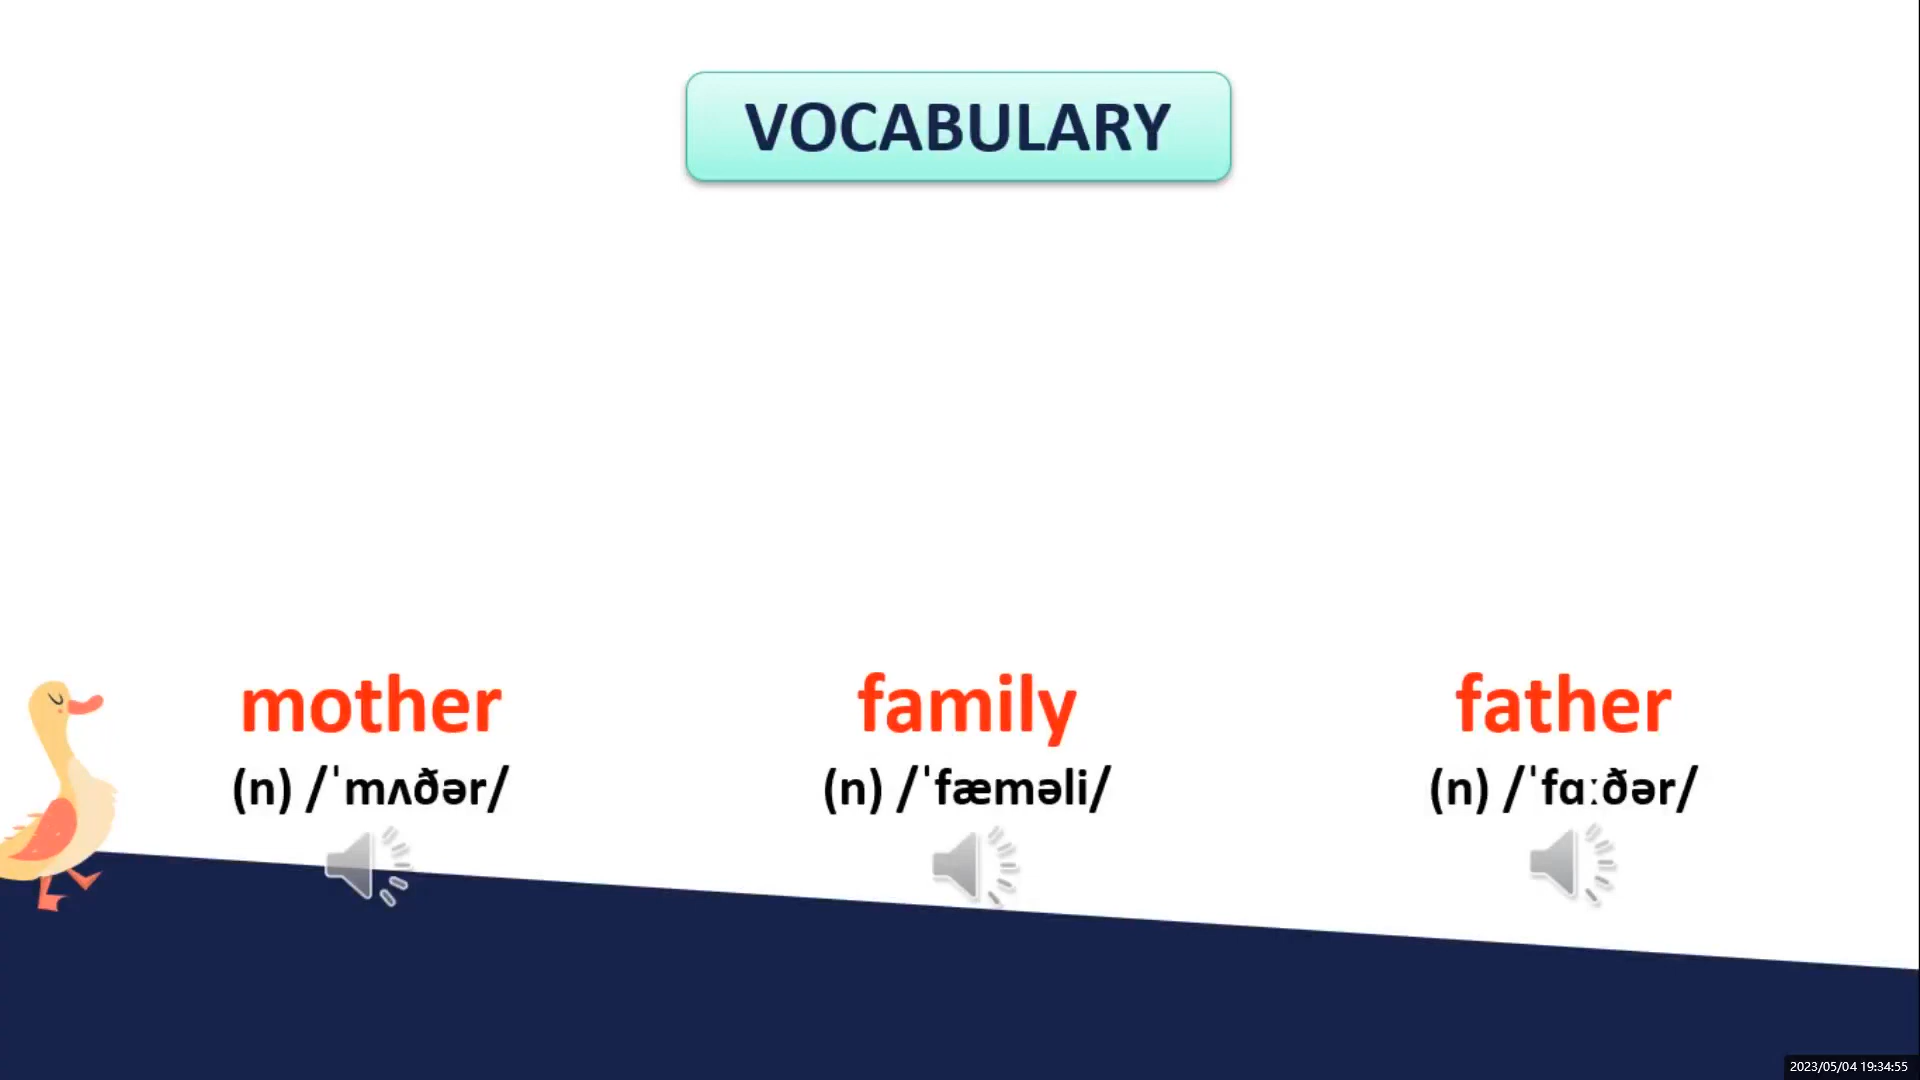 VOCABULARY
mother
family
father
(n) /ˈmʌðər/
(n) /ˈfæməli/
(n) /ˈfɑːðər/
2023/05/04 19:34:55